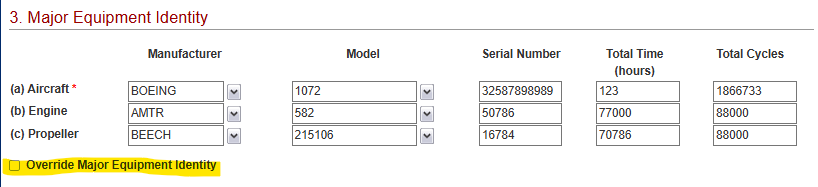 3. Major Equipment Identity
Manufacturer Model Serial Number Total Time (hours) Total Cycles
(a) Aircraft * BOEING 1072 32587898989 123 1866733
(b) Engine AMTR 582 50786 77000 88000
(c) Propeller BEECH 215106 16784 70786 88000
Override Major Equipment Identity